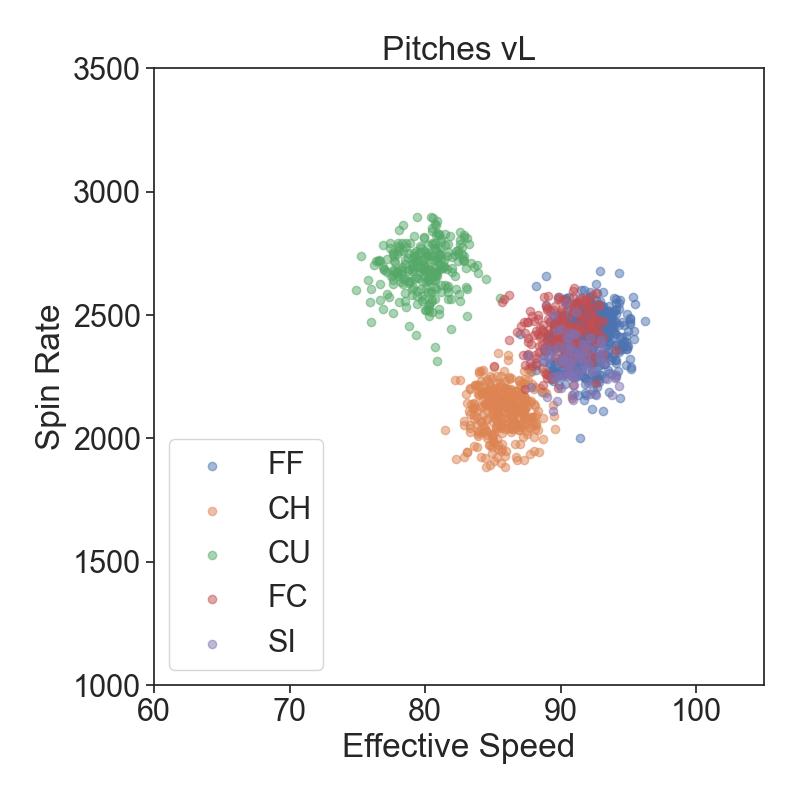 Pitches vL
3500
3000
2500
2000
1500
1000
Spin Rate
FF
CH
CU
FC
SI
60 70 80 90 100
Effective Speed